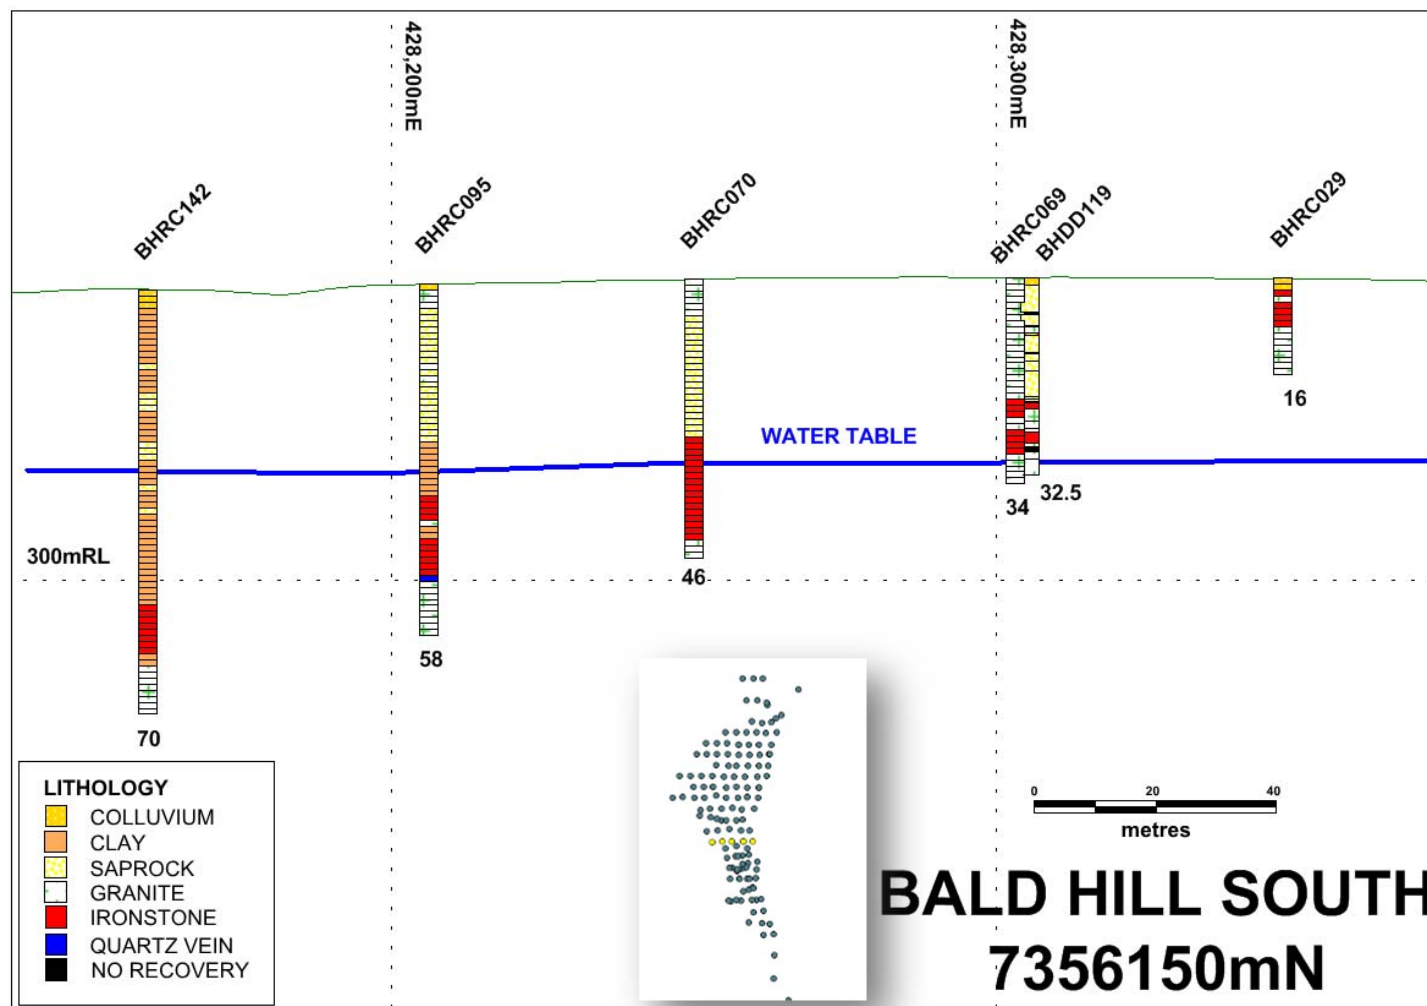 428,200mE
428,300mE
BHRC142
BHRC095
BHRC070
BHRC069
BHDD119
BHRC029
16
WATER TABLE
34
32.5
300mRL
46
58
70
LITHOLOGY
COLLUVIUM
CLAY
SAPROCK
GRANITE
IRONSTONE
QUARTZ VEIN
NO RECOVERY
0 20 40
metres
BALD HILL SOUTH
7356150mN